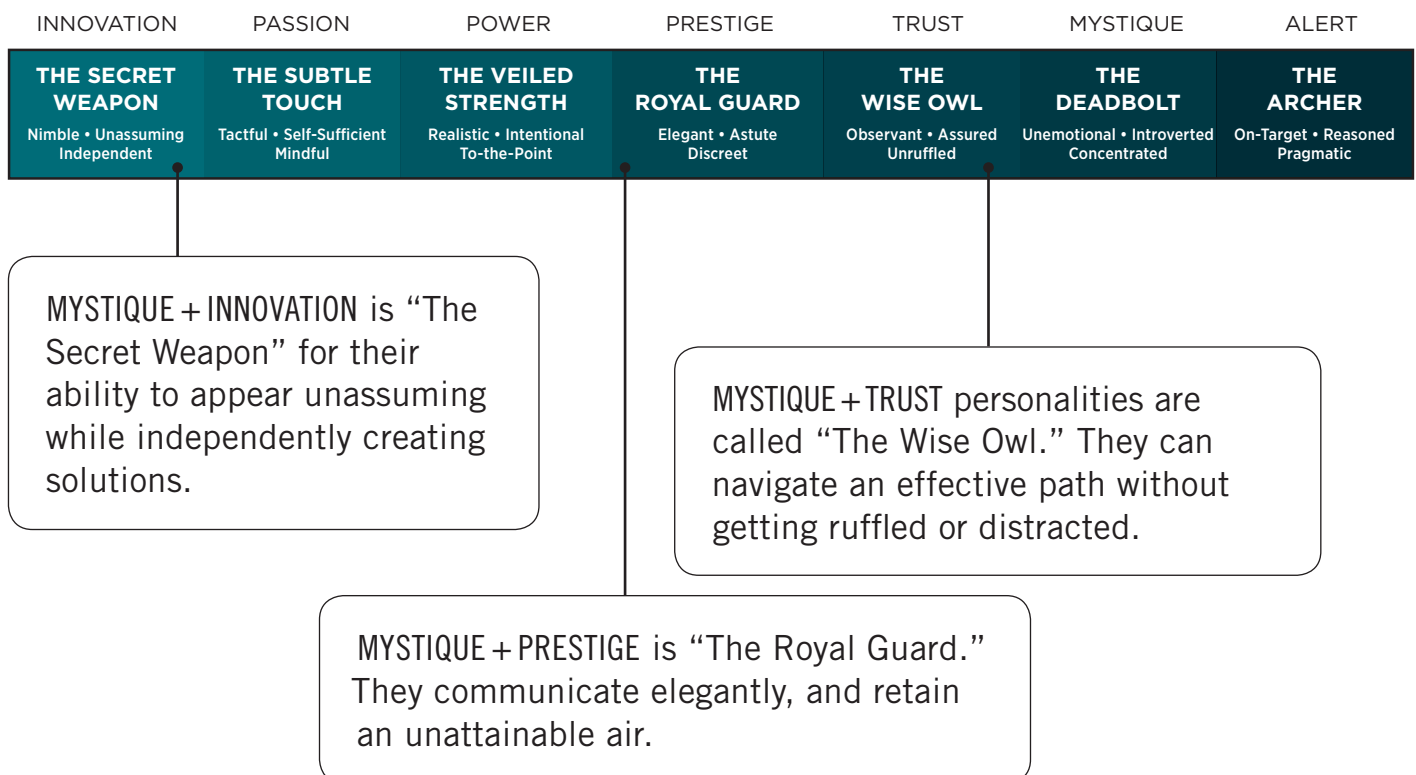 INNOVATION PASSION POWER PRESTIGE TRUST MYSTIQUE ALERT
THE SECRET
WEAPON
Nimble • Unassuming
Independent
THE SUBTLE
TOUCH
Tactful • Self-Sufficient
Mindful
THE VEILED
STRENGTH
Realistic • Intentional
To-the-Point
THE
ROYAL GUARD
Elegant • Astute
Discreet
THE
WISE OWL
Observant • Assured
Unruffled
THE
DEADBOLT
Unemotional • Introverted
Concentrated
THE
ARCHER
On-Target • Reasoned
Pragmatic
MYSTIQUE + INNOVATION is “The
Secret Weapon” for their
ability to appear unassuming
while independently creating
solutions.
MYSTIQUE + TRUST personalities are
called “The Wise Owl.” They can
navigate an effective path without
getting ruffled or distracted.
MYSTIQUE + PRESTIGE is “The Royal Guard.”
They communicate elegantly, and retain
an unattainable air.